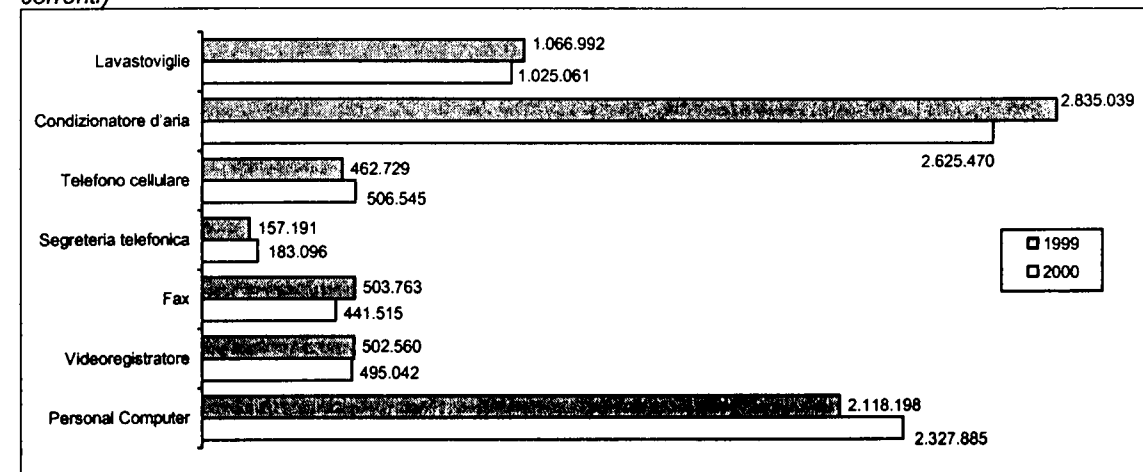 correnti)
Lavastoviglie
1.066.992
1.025.061
Condizionatore d'aria
2.835.039
2.625.470
Telefono cellulare
462.729
506.545
Segreteria telefonica
157.191
183.096
Fax
503.763
441.515
Videoregistratore
502.560
495.042
Personal Computer
2.118.198
2.327.885
1999
2000